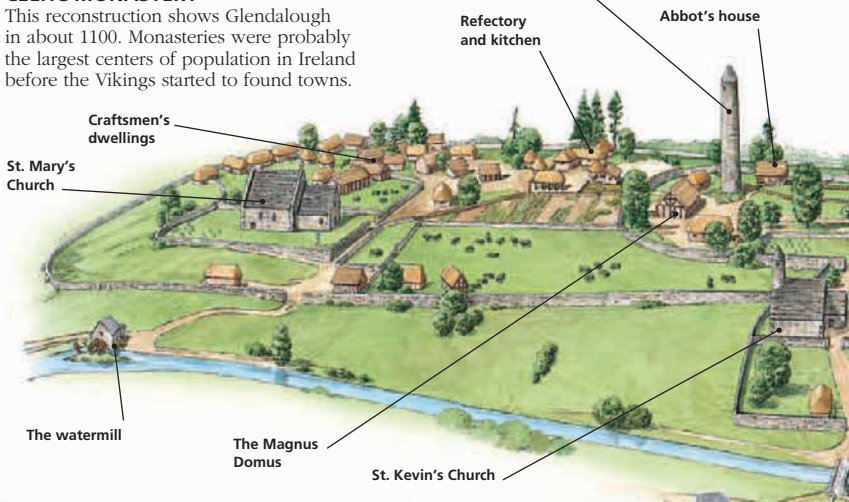 CELTIC MONASTERY
This reconstruction shows Glendalough
in about 1100. Monasteries were probably
the largest centers of population in Ireland
before the Vikings started to found towns.
Refectory
and kitchen
Abbot's house
Craftsmen's
dwellings
St. Mary's
Church
The watermill
The Magnus
Domus
St. Kevin's Church